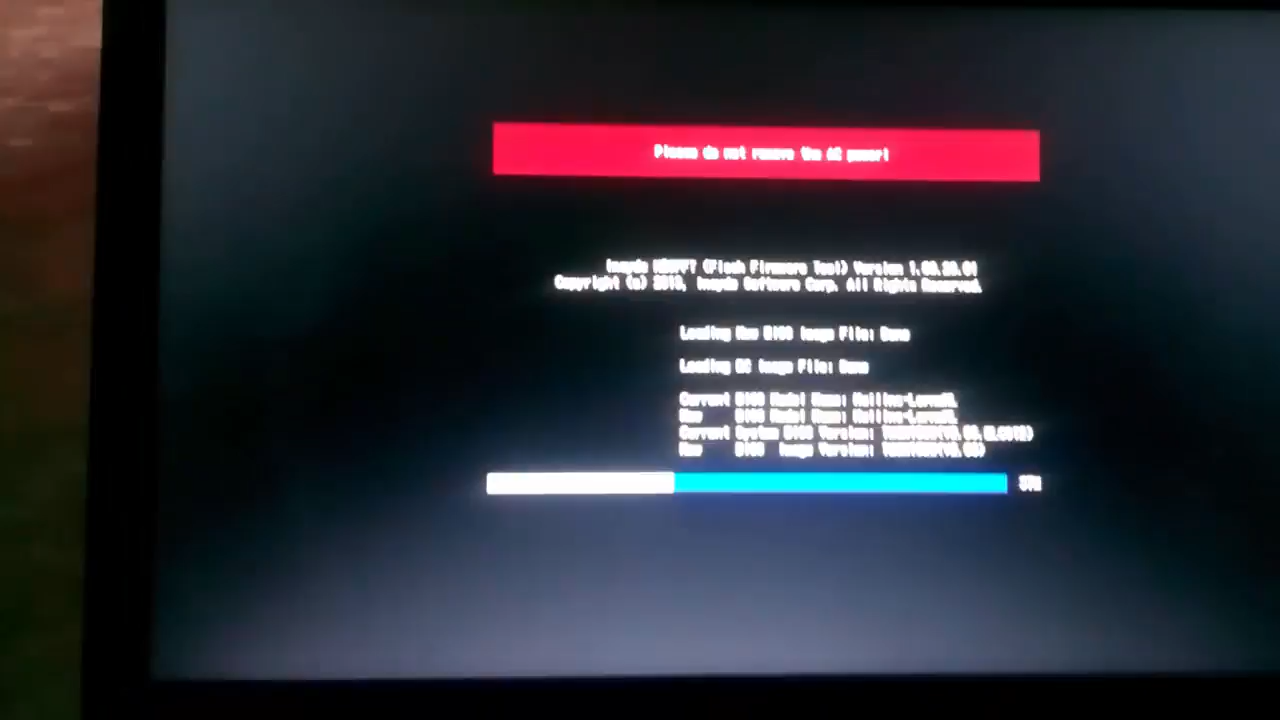 Please do not remove the AC power!
Insyde (Flash Firmware Tool) Version
Copyright (c) Insyde Software Corp. All Rights Reserved.
Loading New BIOS Image File: Done
Loading EC Image File: Done
Current BIOS Model Name:
New BIOS Model Name:
Current System BIOS Version:
New BIOS Image Version: